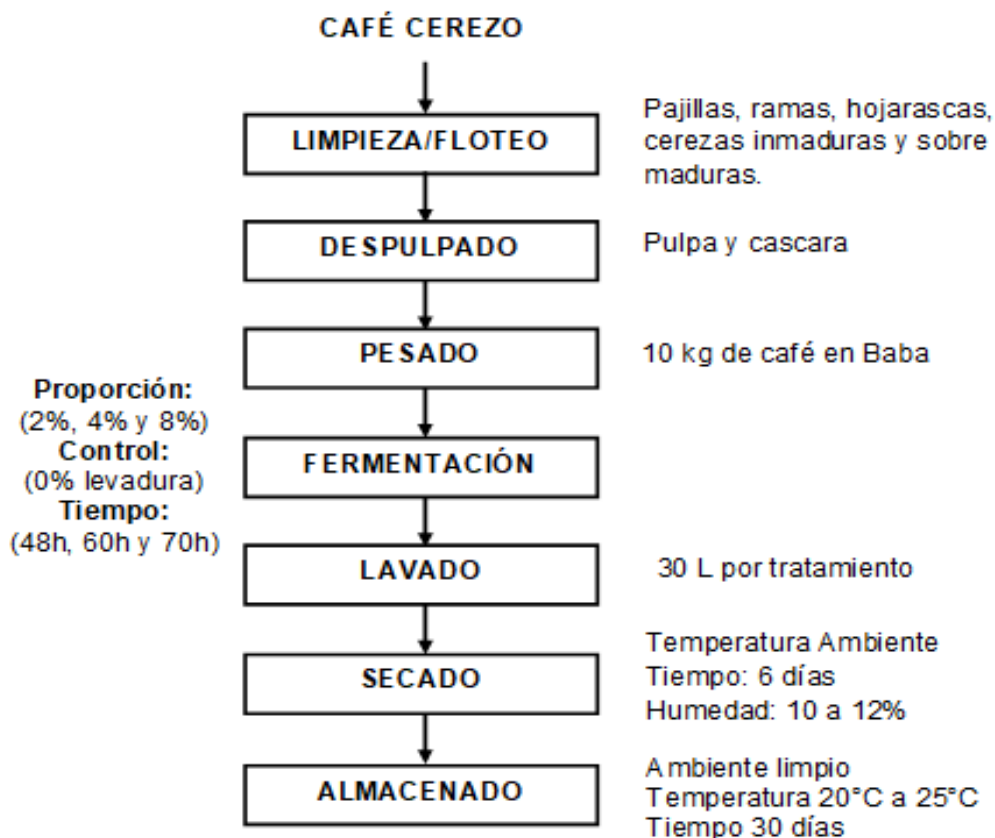 CAFÉ CEREZO
LIMPIEZA/FLOTEO
Pajillas, ramas, hojarascas,
cerezas inmaduras y sobre
maduras.
DESPULPADO
Pulpa y cascara
PESADO
10 kg de café en Baba
Proporción:
(2%, 4% y 8%)
Control:
(0% levadura)
Tiempo:
(48h, 60h y 70h)
FERMENTACIÓN
LAVADO
30 L por tratamiento
SECADO
Temperatura Ambiente
Tiempo: 6 días
Humedad: 10 a 12%
ALMACENADO
Ambiente limpio
Temperatura 20°C a 25°C
Tiempo 30 días